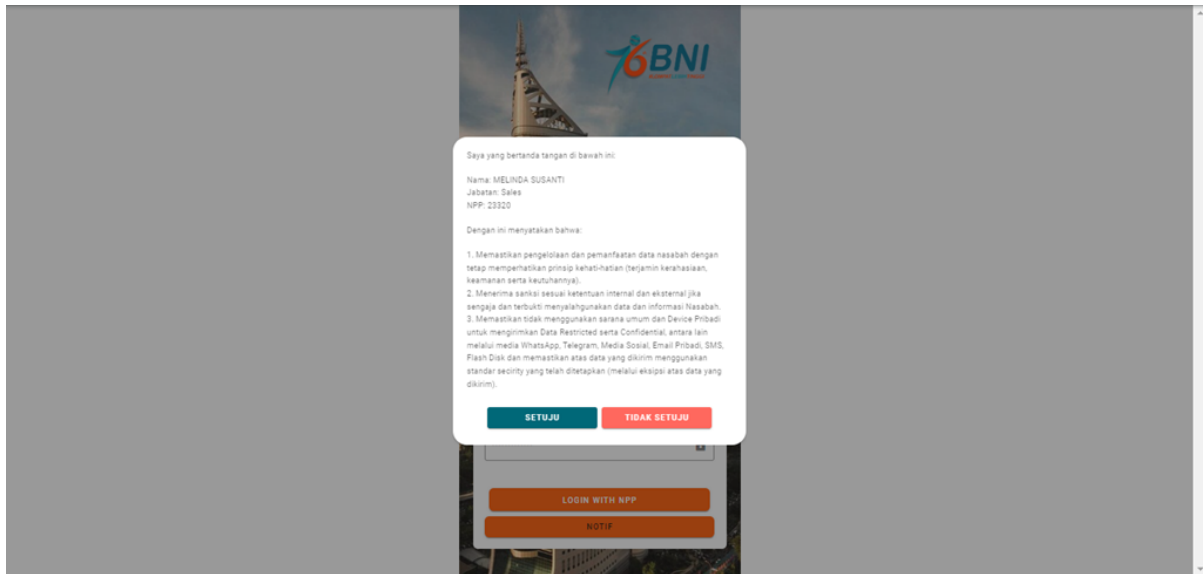 76 BNI
Saya yang bertanda tangan di bawah ini:
Nama: MELINDA SUSANTI
Jabatan: Sales
NPP: 23320
Dengan ini menyatakan bahwa:
1. Memastikan pengelolaan dan pemanfaatan data nasabah dengan
tetap memperhatikan prinsip kehati-hatian (terjamin kerahasiaan,
keamanan serta keutuhannya).
2. Menerima sanksi sesuai ketentuan internal dan eksternal jika
sengaja dan terbukti menyalahgunakan data dan informasi Nasabah.
3. Memastikan tidak menggunakan sarana umum dan Device Pribadi
untuk mengirimkan Data Restricted serta Confidential, antara lain
melalui media WhatsApp, Telegram, Media Sosial, Email Pribadi, SMS,
Flash Disk dan memastikan atas data yang dikirim menggunakan
standar secirity yang telah ditetapkan (melalui eksipsi atas data yang
dikirim).
SETUJU TIDAK SETUJU
LOGIN WITH NPP
NOTIF